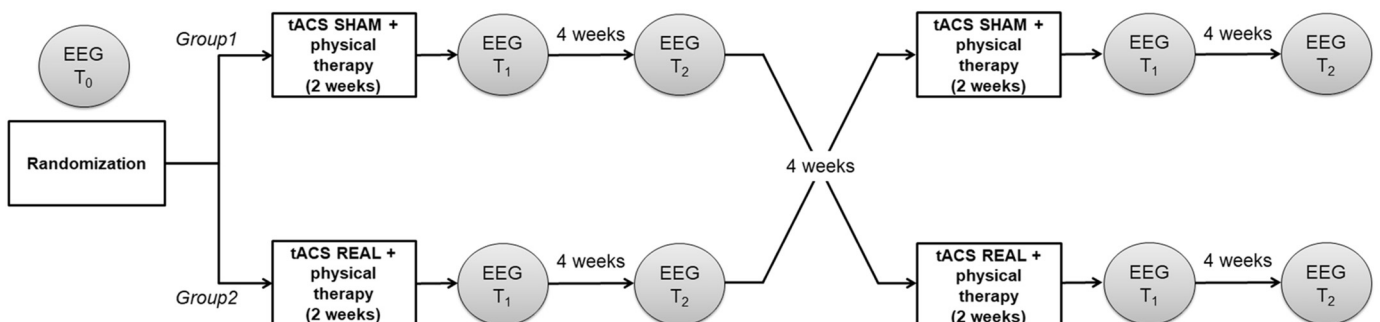 EEG
T0
Randomization
Group1
tACS SHAM +
physical
therapy
(2 weeks)
EEG
T1
4 weeks
EEG
T2
Group2
tACS REAL +
physical
therapy
(2 weeks)
EEG
T1
4 weeks
EEG
T2
4 weeks
tACS SHAM +
physical
therapy
(2 weeks)
EEG
T1
4 weeks
EEG
T2
tACS REAL +
physical
therapy
(2 weeks)
EEG
T1
4 weeks
EEG
T2